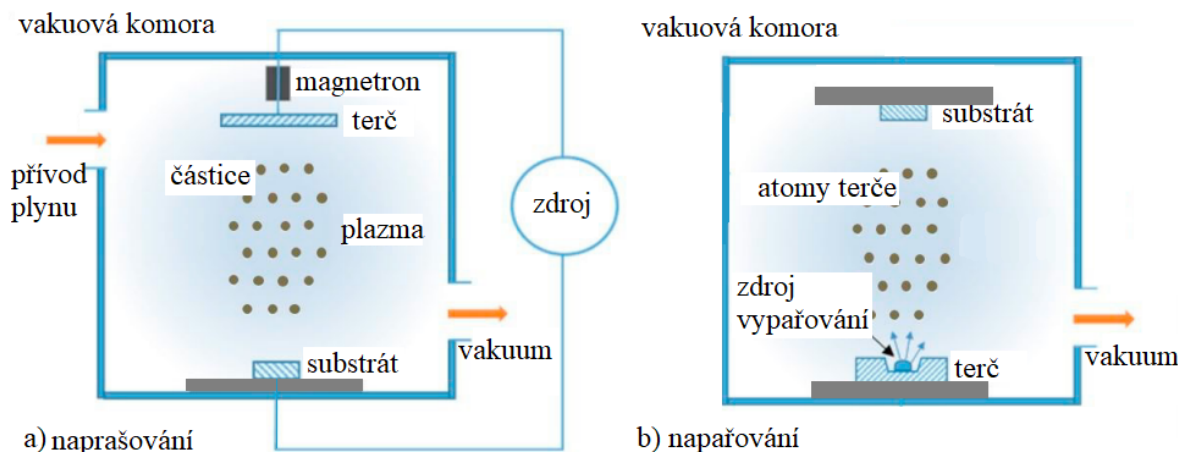 vakuová komora
magnetron
terč
přívod
plynu
částice
plazma
zdroj
substrát
vakuum
a) naprašování
vakuová komora
substrát
atomy terče
zdroj
vypařování
terč
vakuum
b) napařování